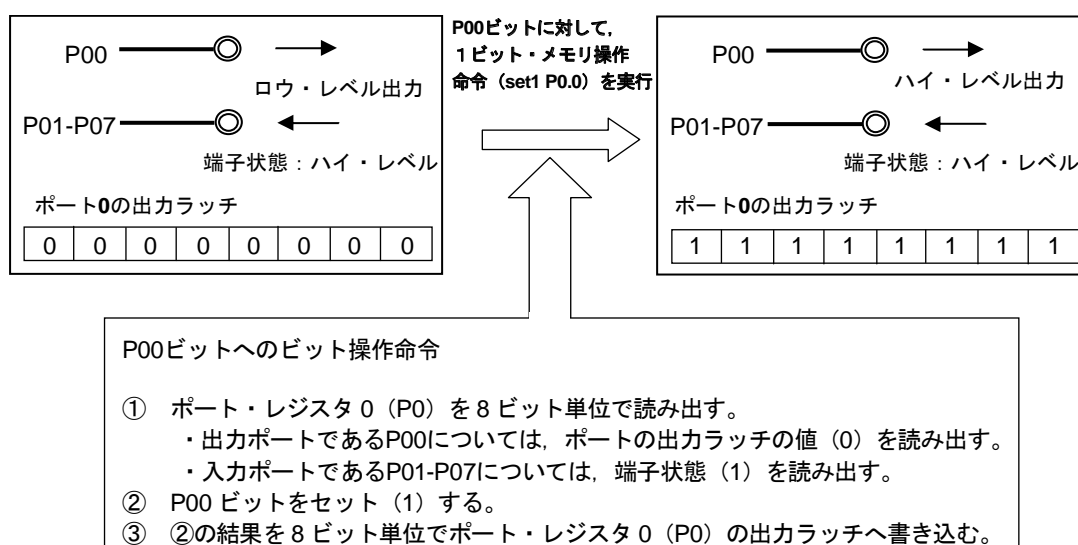 P00
ロウ・レベル出力
P01-P07
端子状態：ハイ・レベル
ポート0の出力ラッチ
0 0 0 0 0 0 0 0
P00ビットに対して，
１ビット・メモリ操作
命令（set1 P0.0）を実行
P00
ハイ・レベル出力
P01-P07
端子状態：ハイ・レベル
ポート0の出力ラッチ
1 1 1 1 1 1 1 1
P00ビットへのビット操作命令
① ポート・レジスタ０（P0）を８ビット単位で読み出す。
・出力ポートであるP00については，ポートの出力ラッチの値（0）を読み出す。
・入力ポートであるP01-P07については，端子状態（1）を読み出す。
② P00 ビットをセット（1）する。
③ ②の結果を８ビット単位でポート・レジスタ０（P0）の出力ラッチへ書き込む。